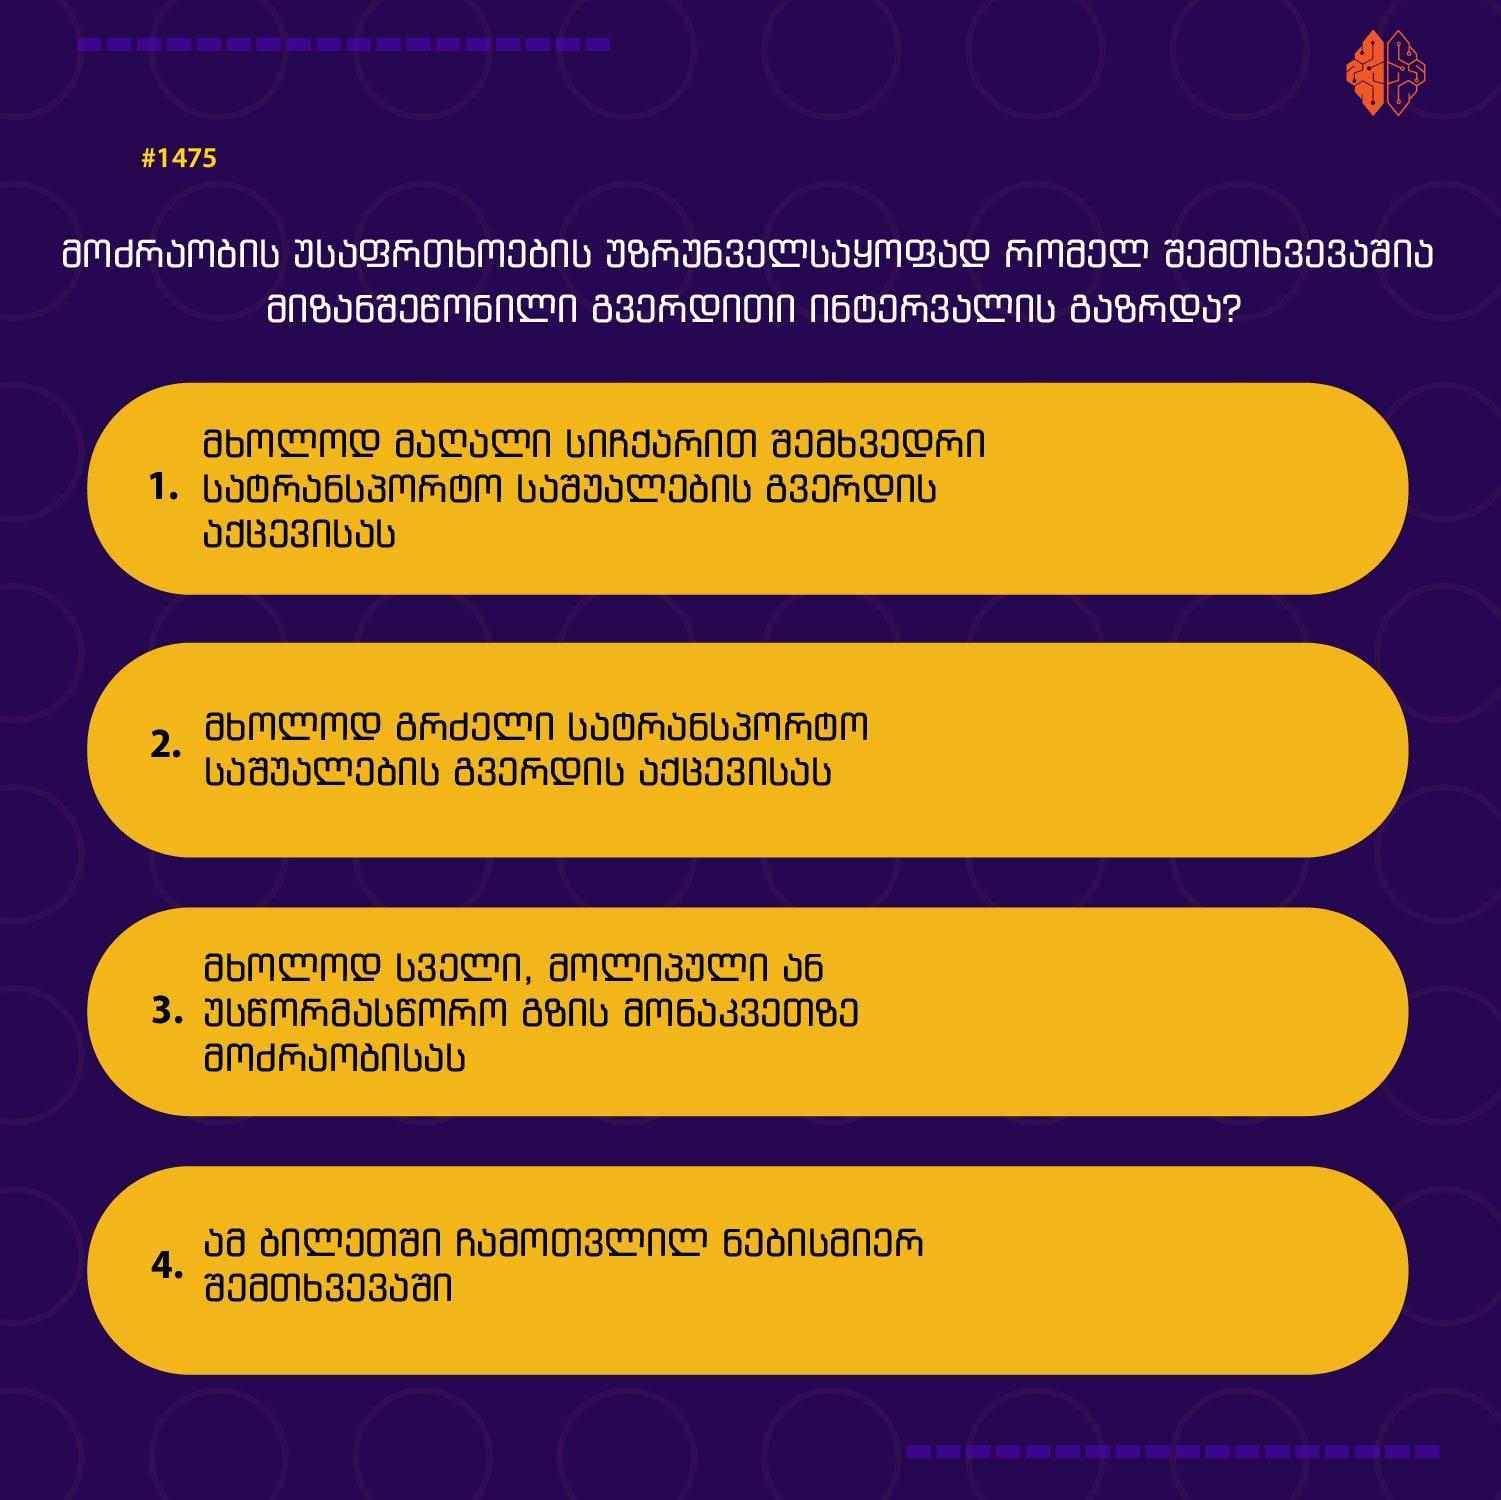 #1475
მოძრაობის უსაფრთხოების უზრუნველსაყოფად რომელ შემთხვევაშია
მიზანშეწონილი გვერდითი ინტერვალის გაზრდა?
1. მხოლოდ მაღალი სიჩქარით შემხვედრი
სატრანსპორტო საშუალების გვერდის
აქცევისას
2. მხოლოდ გრძელი სატრანსპორტო
საშუალების გვერდის აქცევისას
3. მხოლოდ სველი, მოლიპული ან
უსწორმასწორო გზის მონაკვეთზე
მოძრაობისას
4. ამ ბილეთში ჩამოთვლილ ნებისმიერ
შემთხვევაში